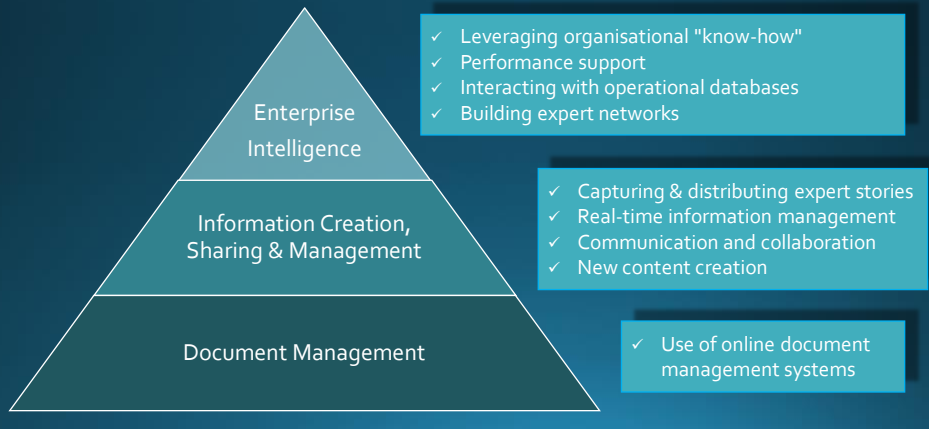 Enterprise
Intelligence
✓ Leveraging organisational "know-how"
✓ Performance support
✓ Interacting with operational databases
✓ Building expert networks
Information Creation,
Sharing & Management
✓ Capturing & distributing expert stories
✓ Real-time information management
✓ Communication and collaboration
✓ New content creation
Document Management
✓ Use of online document
management systems